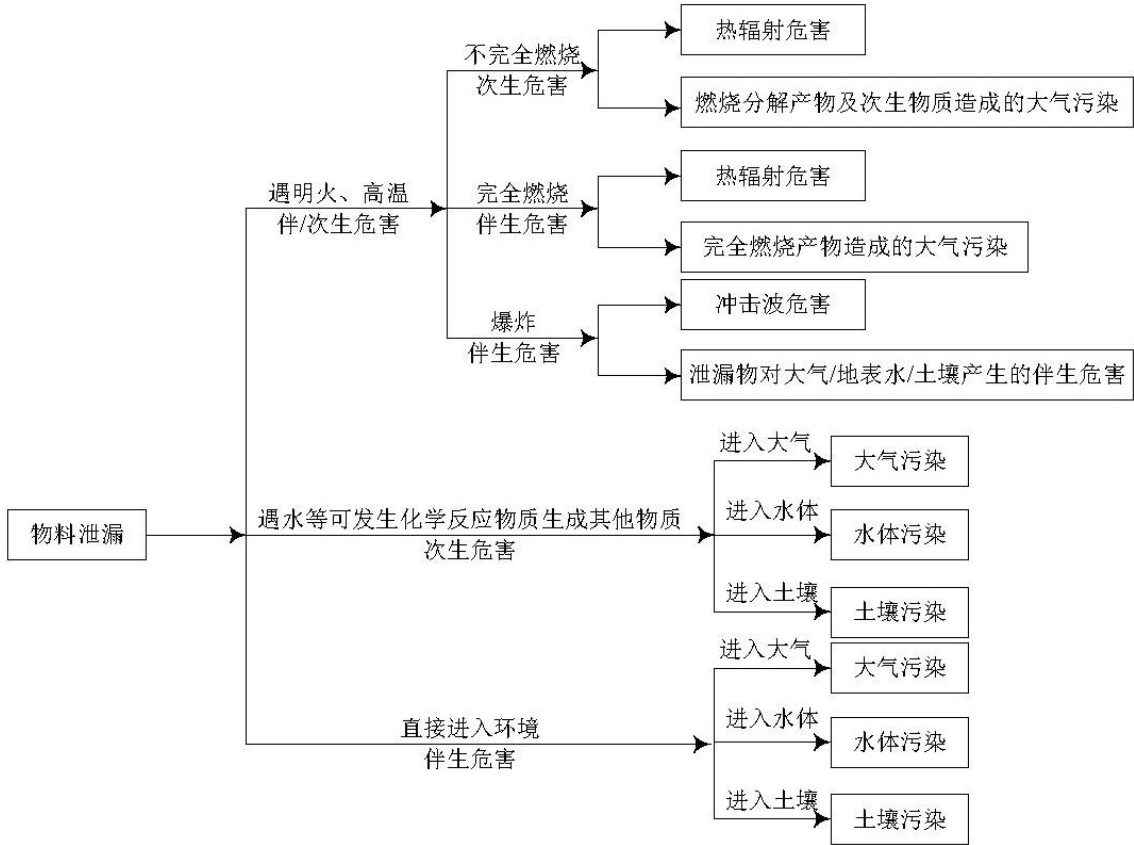 热辐射危害
不完全燃烧
次生危害
燃烧分解产物及次生物质造成的大气污染
热辐射危害
遇明火、高温
伴/次生危害
完全燃烧
伴生危害
完全燃烧产物造成的大气污染
冲击波危害
爆炸
伴生危害
泄漏物对大气/地表水/土壤产生的伴生危害
进入大气
大气污染
物料泄漏
遇水等可发生化学反应物质生成其他物质
次生危害
进入水体
水体污染
进入土壤
土壤污染
进入大气
大气污染
直接进入环境
伴生危害
进入水体
水体污染
进入土壤
土壤污染